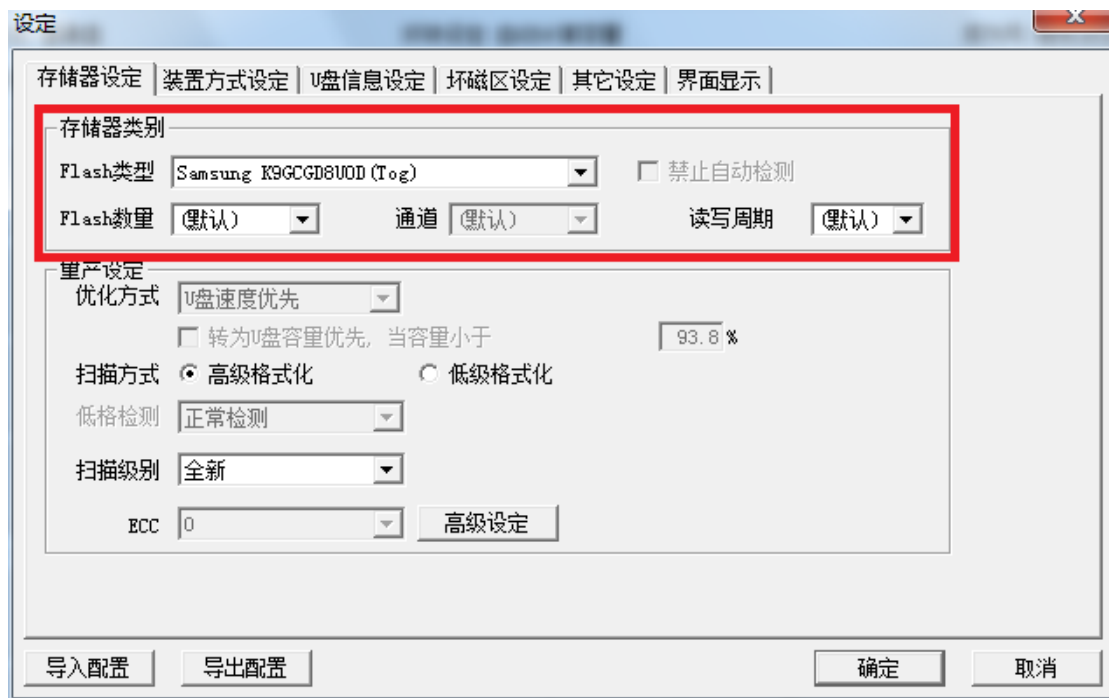 设定
存储器设定 装置方式设定 U盘信息设定 坏磁区设定 其它设定 界面显示
存储器类别
Flash类型 Samsung K9GCGD8U0D(Tog) 禁止自动检测
Flash数量 (默认) 通道 (默认) 读写周期 (默认)
量产设定
优化方式 U盘速度优先
转为U盘容量优先, 当容量小于 93.8 %
扫描方式 高级格式化 低级格式化
低格检测 正常检测
扫描级别 全新
ECC 0 高级设定
导入配置 导出配置 确定 取消